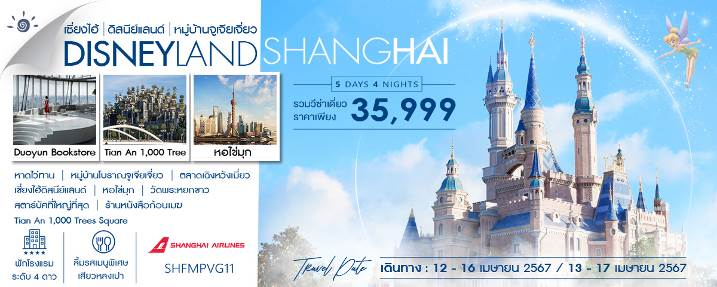 เซี่ยงไฮ้ | ดิสนีย์แลนด์ | หมู่บ้านจูเจียเจี่ยว
DISNEYLAND SHANGHAI
5 DAYS 4 NIGHTS
รวมวีซ่าเดี่ยว
ราคาเพียง 35,999
Duoyun Bookstore
Tian An 1,000 Tree
หอไข่มุก
หาดไว่ทาน | หมู่บ้านโบราณจูเจียเจี่ยว | ตลาดเฉิงหวังเมี่ยว
เซี่ยงไฮ้ดิสนีย์แลนด์ | หอไข่มุก | วัดพระหยกขาว
สตาร์บัคที่ใหญ่ที่สุด | ร้านหนังสือก้อนเมฆ
Tian An 1,000 Trees Square
พักโรงแรม
ระดับ 4 ดาว
ลิ้มรสเมนูพิเศษ
เสี่ยวหลงเปา
SHANGHAI AIRLINES
SHFMPVG11
Travel Date
เดินทาง : 12 - 16 เมษายน 2567 / 13 - 17 เมษายน 2567